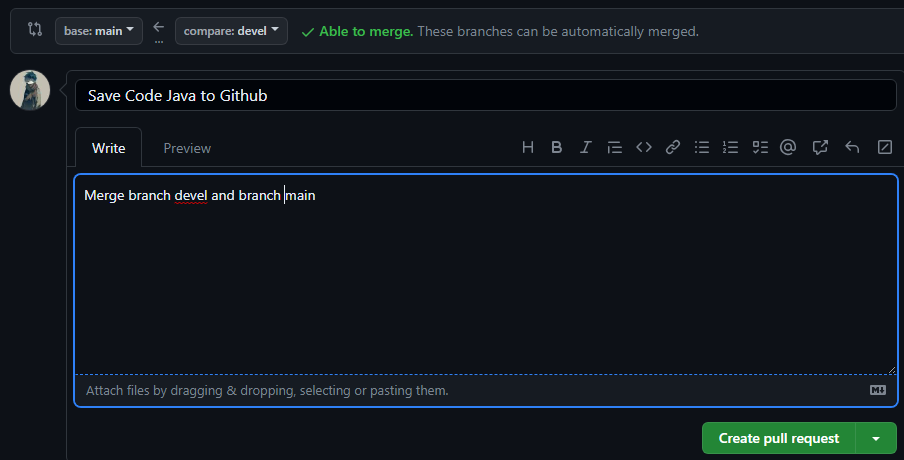 base: main ← compare: devel ✓ Able to merge. These branches can be automatically merged.
...
Save Code Java to Github
Write Preview H B I @
Merge branch devel and branch main
Attach files by dragging & dropping, selecting or pasting them.
Create pull request